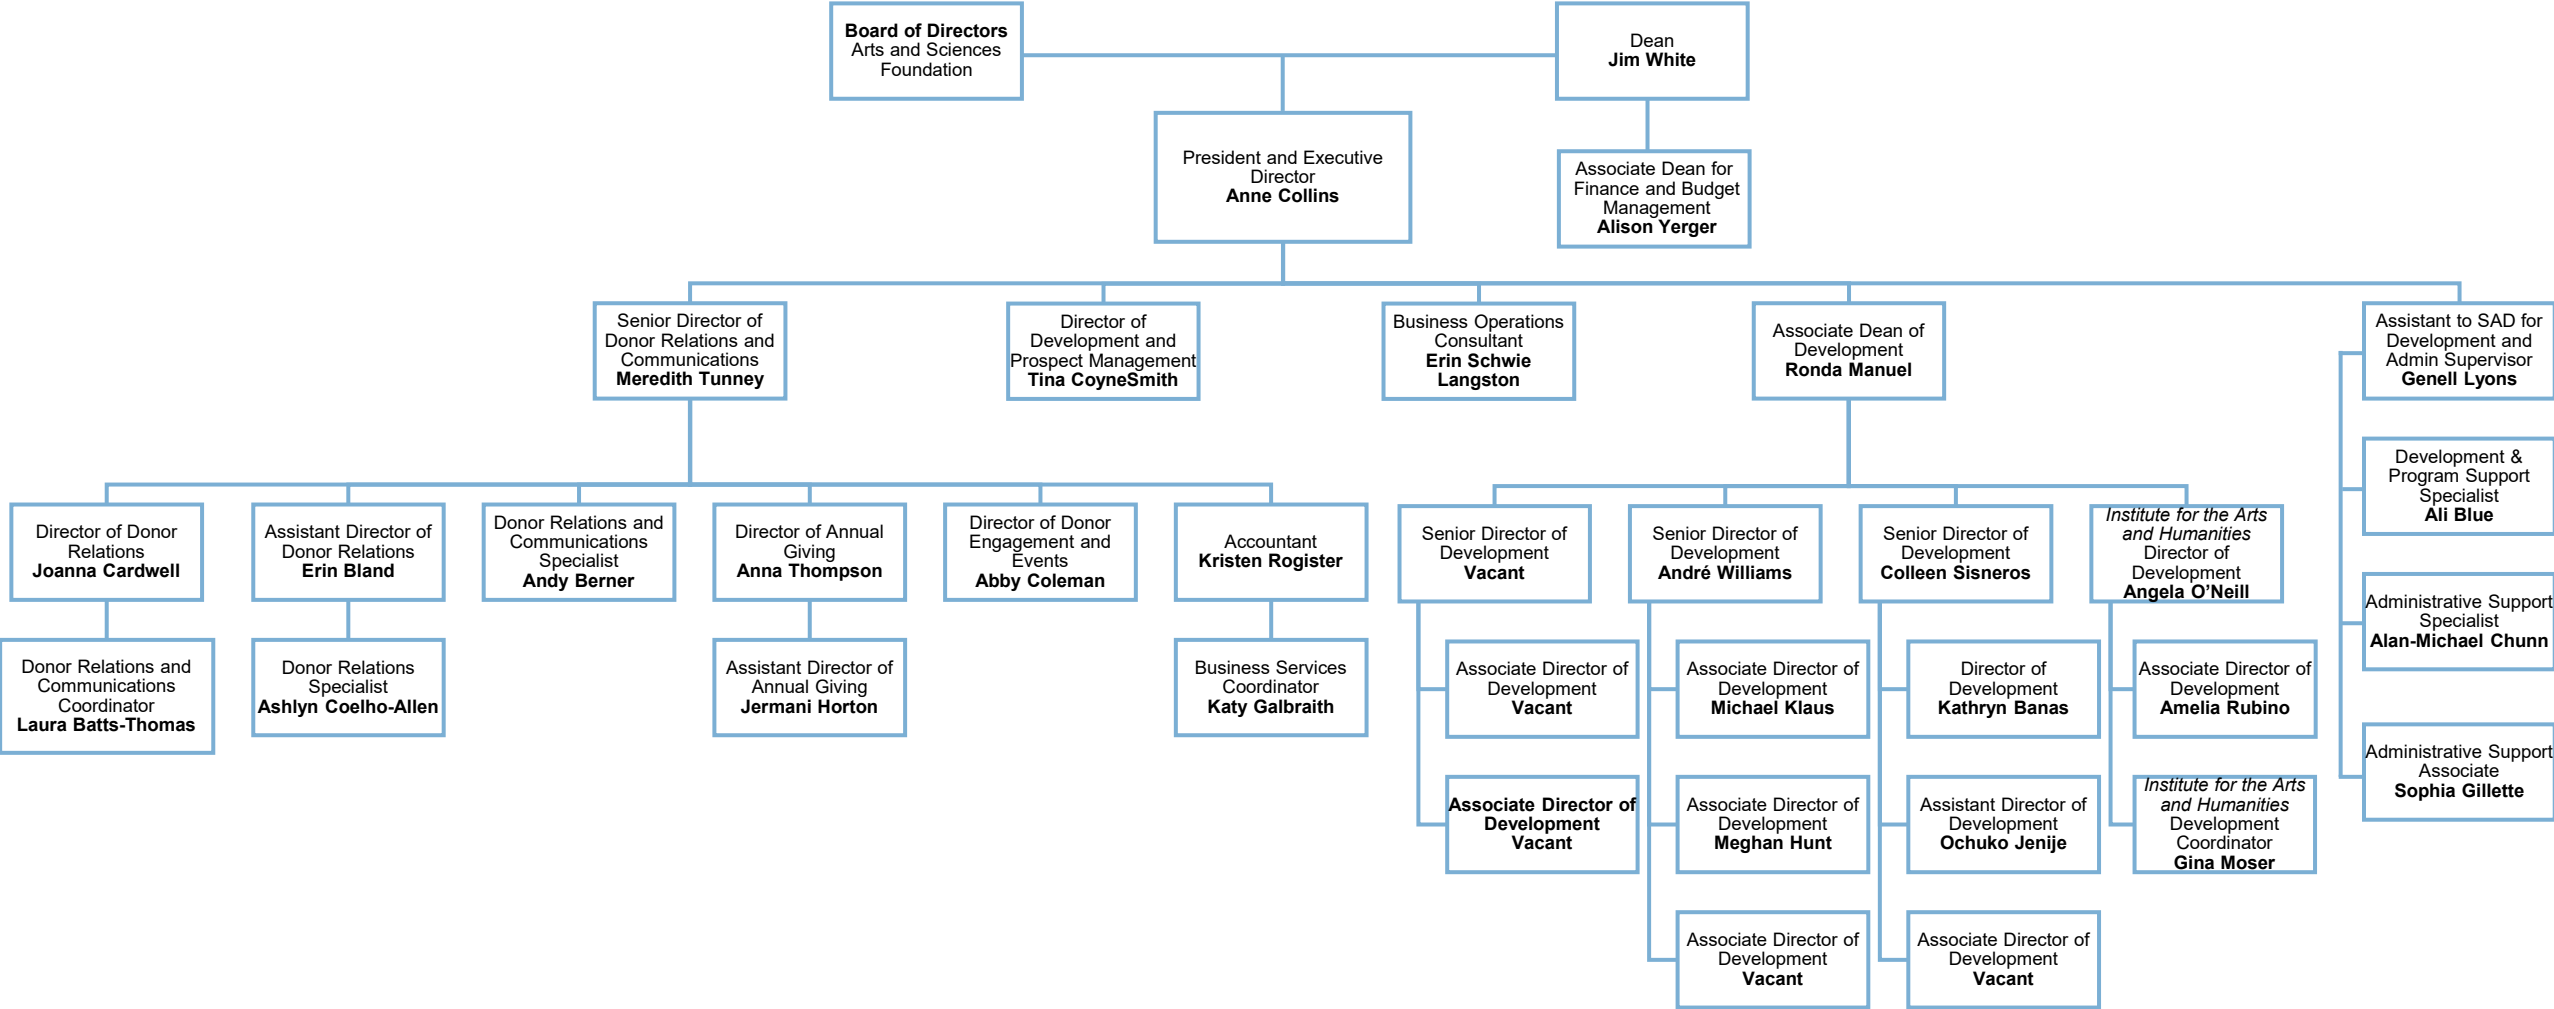 Board of Directors
Arts and Sciences
Foundation
Dean
Jim White
President and Executive
Director
Anne Collins
Associate Dean for
Finance and Budget
Management
Alison Yerger
Senior Director of
Donor Relations and
Communications
Meredith Tunney
Director of
Development and
Prospect Management
Tina CoyneSmith
Business Operations
Consultant
Erin Schwie
Langston
Associate Dean of
Development
Ronda Manuel
Assistant to SAD for
Development and
Admin Supervisor
Genell Lyons
Development &
Program Support
Specialist
Ali Blue
Administrative Support
Specialist
Alan-Michael Chunn
Administrative Support
Associate
Sophia Gillette
Director of Donor
Relations
Joanna Cardwell
Assistant Director of
Donor Relations
Erin Bland
Donor Relations and
Communications
Specialist
Andy Berner
Director of Annual
Giving
Anna Thompson
Director of Donor
Engagement and
Events
Abby Coleman
Accountant
Kristen Rogister
Senior Director of
Development
Vacant
Senior Director of
Development
André Williams
Senior Director of
Development
Colleen Sisneros
Institute for the Arts
and Humanities
Director of
Development
Angela O’Neill
Donor Relations and
Communications
Coordinator
Laura Batts-Thomas
Donor Relations
Specialist
Ashlyn Coelho-Allen
Assistant Director of
Annual Giving
Jermani Horton
Business Services
Coordinator
Katy Galbraith
Associate Director of
Development
Vacant
Associate Director of
Development
Michael Klaus
Director of
Development
Kathryn Banas
Associate Director of
Development
Amelia Rubino
Associate Director of
Development
Vacant
Associate Director of
Development
Meghan Hunt
Assistant Director of
Development
Ochuko Jenije
Institute for the Arts
and Humanities
Development
Coordinator
Gina Moser
Associate Director of
Development
Vacant
Associate Director of
Development
Vacant